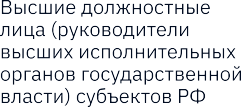 Высшие должностные
лица (руководители
высших исполнительных
органов государственной
власти) субъектов РФ